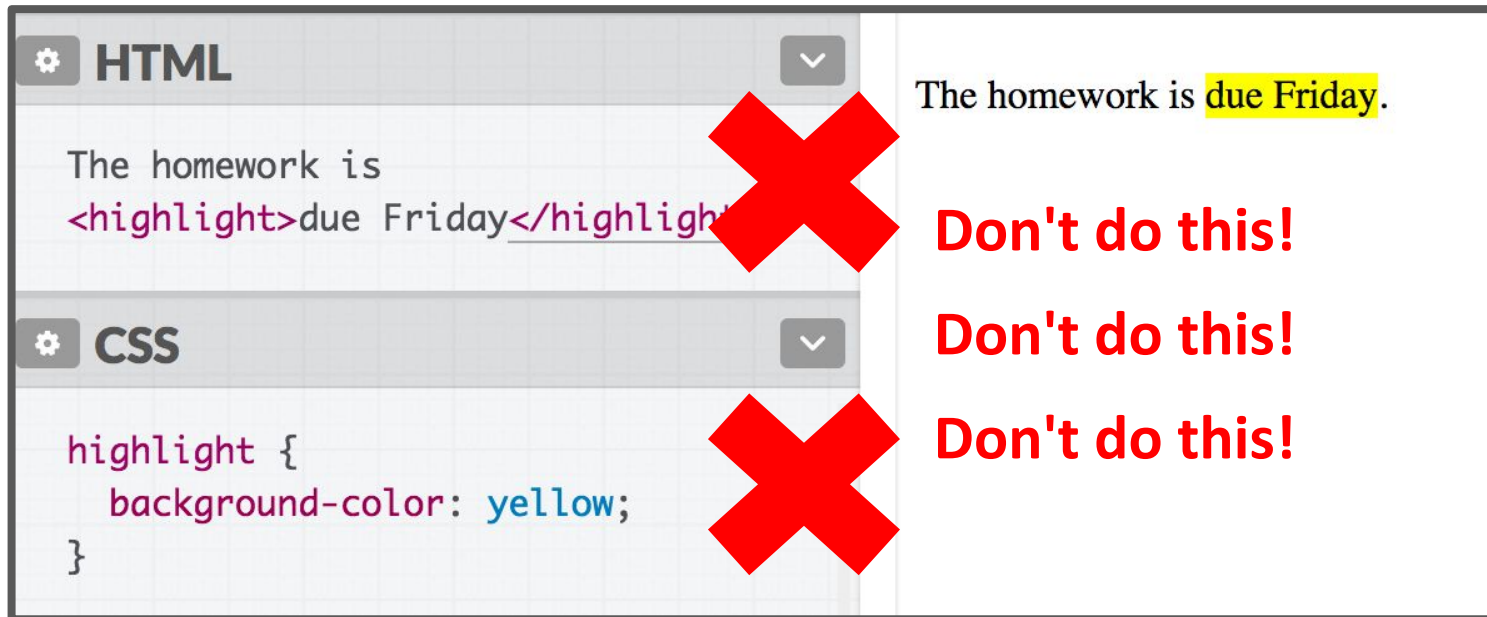 HTML
The homework is
<highlight>due Friday</highligh
CSS
highlight {
background-color: yellow;
}
The homework is due Friday.
Don't do this!
Don't do this!
Don't do this!